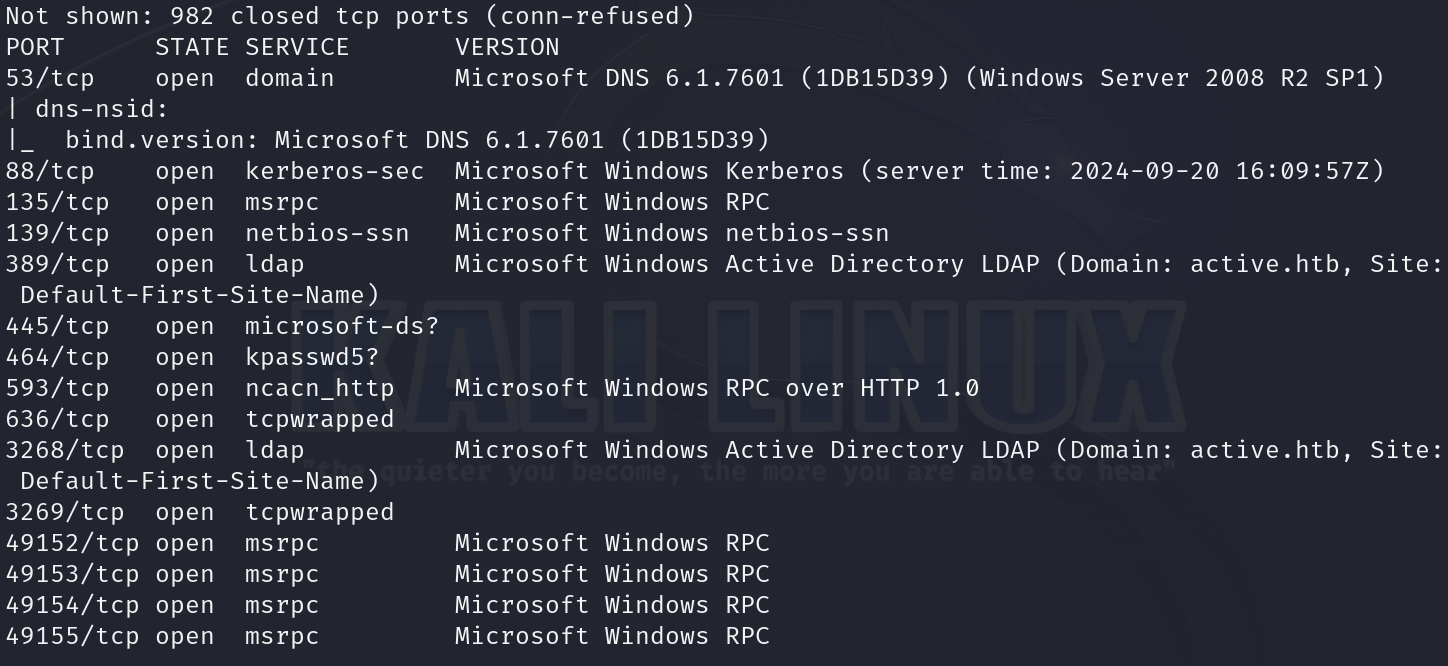 Not shown: 982 closed tcp ports (conn-refused)
PORT      STATE SERVICE       VERSION
53/tcp    open  domain        Microsoft DNS 6.1.7601 (1DB15D39) (Windows Server 2008 R2 SP1)
| dns-nsid:
|_  bind.version: Microsoft DNS 6.1.7601 (1DB15D39)
88/tcp    open  kerberos-sec  Microsoft Windows Kerberos (server time: 2024-09-20 16:09:57Z)
135/tcp   open  msrpc         Microsoft Windows RPC
139/tcp   open  netbios-ssn   Microsoft Windows netbios-ssn
389/tcp   open  ldap          Microsoft Windows Active Directory LDAP (Domain: active.htb, Site:
 Default-First-Site-Name)
445/tcp   open  microsoft-ds?
464/tcp   open  kpasswd5?
593/tcp   open  ncacn_http    Microsoft Windows RPC over HTTP 1.0
636/tcp   open  tcpwrapped
3268/tcp  open  ldap          Microsoft Windows Active Directory LDAP (Domain: active.htb, Site:
 Default-First-Site-Name)
3269/tcp  open  tcpwrapped
49152/tcp open  msrpc         Microsoft Windows RPC
49153/tcp open  msrpc         Microsoft Windows RPC
49154/tcp open  msrpc         Microsoft Windows RPC
49155/tcp open  msrpc         Microsoft Windows RPC
KALI LINUX
"the quieter you become, the more you are able to hear"